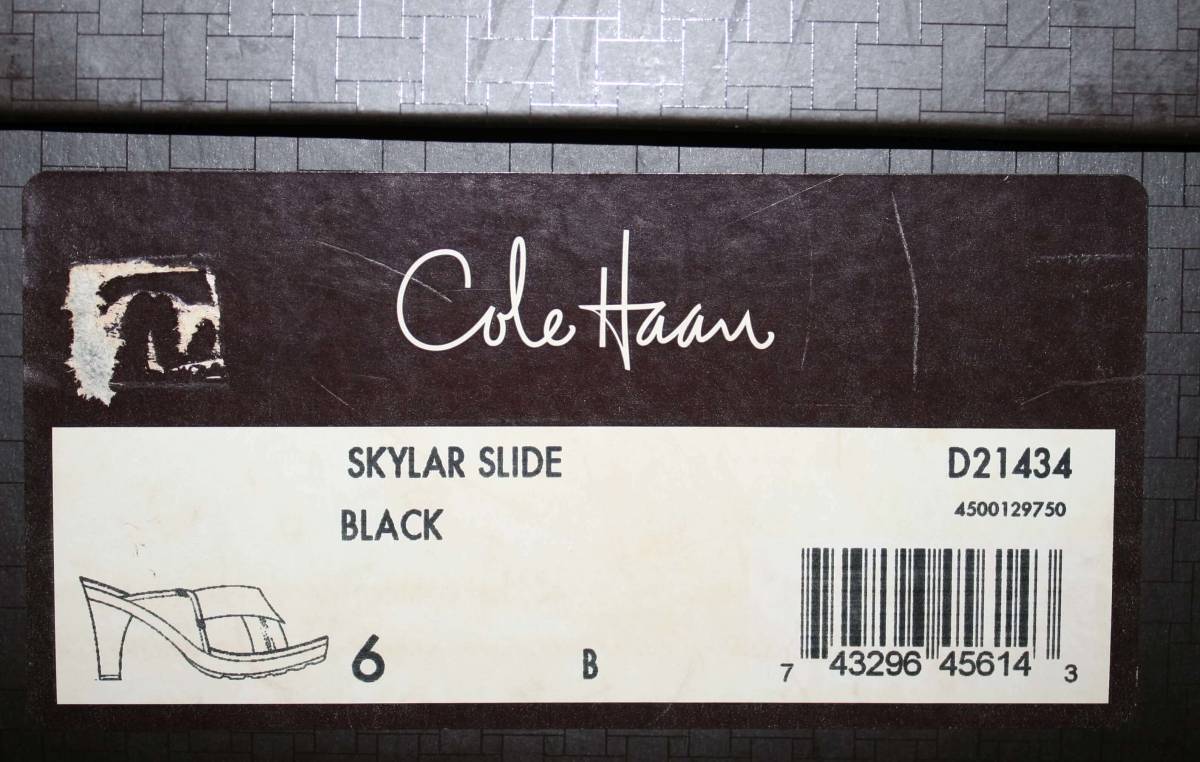 Cole Haan
SKYLAR SLIDE
D21434
BLACK
4500129750
6
B
7 43296 45614 3